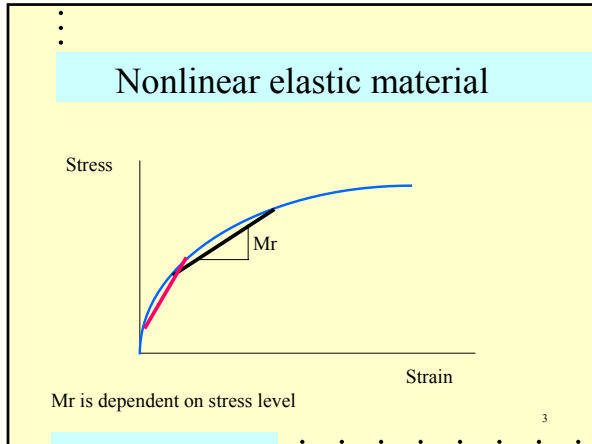 Nonlinear elastic material
Stress
Mr
Strain
Mr is dependent on stress level
3